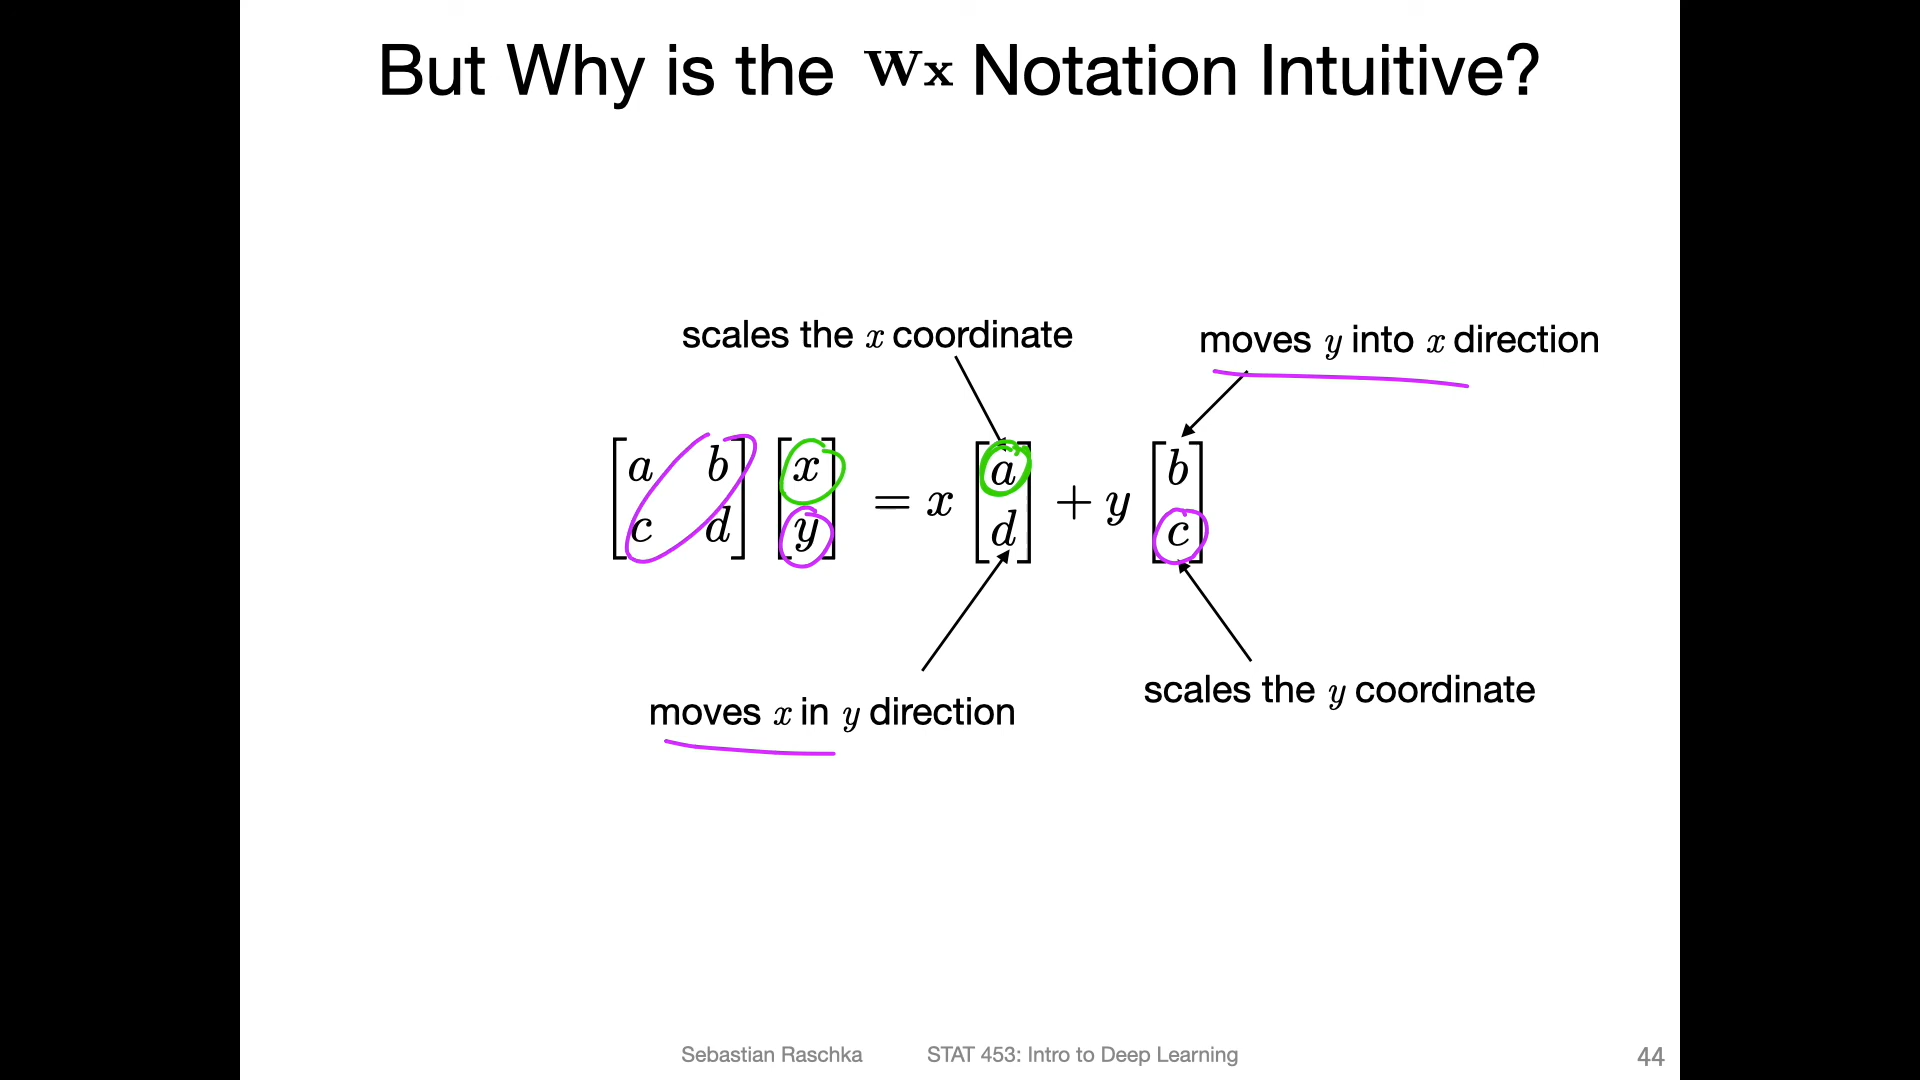 But Why is the Wx Notation Intuitive?
scales the x coordinate
moves y into x direction
[a b; c d] [x; y] = x [a; d] + y [b; c]
moves x in y direction
scales the y coordinate
Sebastian Raschka STAT 453: Intro to Deep Learning 44